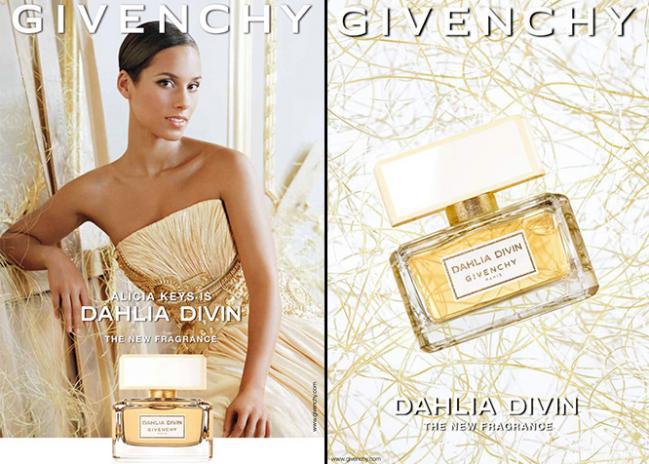 GIVENCHY
ALICIA KEYS IS
DAHLIA DIVIN
THE NEW FRAGRANCE
DAHLIA DIVIN
GIVENCHY
www.givenchy.com
GIVENCHY
DAHLIA DIVIN
GIVENCHY
PARIS
DAHLIA DIVIN
THE NEW FRAGRANCE
www.givenchy.com